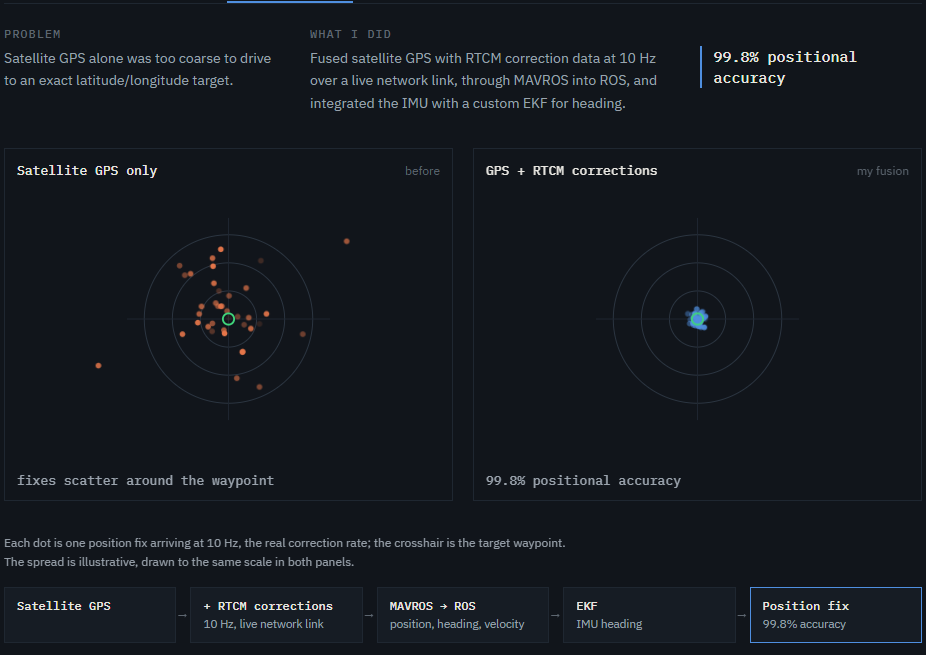 PROBLEM
Satellite GPS alone was too coarse to drive
to an exact latitude/longitude target.
WHAT I DID
Fused satellite GPS with RTCM correction data at 10 Hz
over a live network link, through MAVROS into ROS, and
integrated the IMU with a custom EKF for heading.
99.8% positional
accuracy
Satellite GPS only
before
fixes scatter around the waypoint
GPS + RTCM corrections
my fusion
99.8% positional accuracy
Each dot is one position fix arriving at 10 Hz, the real correction rate; the crosshair is the target waypoint.
The spread is illustrative, drawn to the same scale in both panels.
Satellite GPS
→
+ RTCM corrections
10 Hz, live network link
→
MAVROS → ROS
position, heading, velocity
→
EKF
IMU heading
→
Position fix
99.8% accuracy